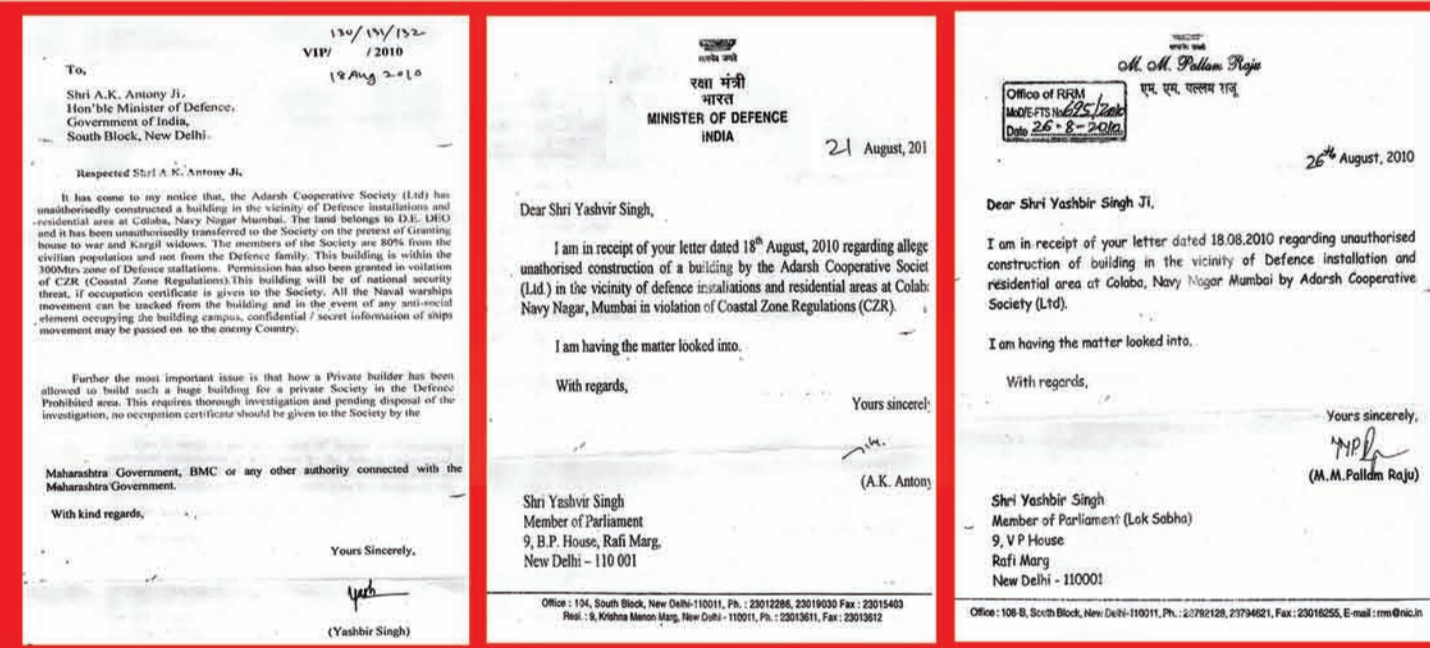 130/131/132
VIP/ /2010
18 Aug 2010
To,
Shri A.K. Antony Ji,
Hon'ble Minister of Defence,
Government of India,
South Block, New Delhi
Respected Shri A.K. Antony Ji,
It has come to my notice that, the Adarsh Cooperative Society (Ltd) has
unauthorisedly constructed a building in the vicinity of Defence installations and
residential area at Colaba, Navy Nagar Mumbai. The land belongs to D.E. DEO
and it has been unauthorisedly transferred to the Society on the pretext of Granting
house to war and Kargil widows. The members of the Society are 80% from the
civilian population and not from the Defence family. This building is within the
300Mtrs zone of Defence stallations. Permission has also been granted in voilation
of CZR (Coastal Zone Regulations).This building will be of national security
threat, if occupation certificate is given to the Society. All the Naval warships
movement can be tracked from the building and in the event of any anti-social
element occupying the building campus, confidential / secret information of ships
movement may be passed on to the enemy Country.
Further the most important issue is that how a Private builder has been
allowed to build such a huge building for a private Society in the Defence
Prohibited area. This requires thorough investigation and pending disposal of the
investigation, no occupation certificate should be given to the Society by the
Maharashtra Government, BMC or any other authority connected with the
Maharashtra Government.
With kind regards,
Yours Sincerely,
Yash
(Yashbir Singh)
सत्यमेव जयते
रक्षा मंत्री
भारत
MINISTER OF DEFENCE
INDIA
21 August, 201
Dear Shri Yashvir Singh,
I am in receipt of your letter dated 18th August, 2010 regarding allege
unathorised construction of a building by the Adarsh Cooperative Societ
(Ltd.) in the vicinity of defence installations and residential areas at Colab
Navy Nagar, Mumbai in violation of Coastal Zone Regulations (CZR).
I am having the matter looked into.
With regards,
Yours sincerel
(A.K. Antony
Shri Yashvir Singh
Member of Parliament
9, B.P. House, Rafi Marg,
New Delhi – 110 001
Office : 104, South Block, New Delhi-110011, Ph. : 23012286, 23019030 Fax : 23015403
Resi. : 9, Krishna Menon Marg, New Delhi - 110011, Ph. : 23013611, Fax : 23013612
सत्यमेव जयते
M. M. Pallam Raju
एम. एम. पल्लम राजू
Office of RRM
MoD/E-FTS No 695/2010
Date 26-8-2010
26th August, 2010
Dear Shri Yashbir Singh Ji,
I am in receipt of your letter dated 18.08.2010 regarding unauthorised
construction of building in the vicinity of Defence installation and
residential area at Colaba, Navy Nagar Mumbai by Adarsh Cooperative
Society (Ltd).
I am having the matter looked into.
With regards,
Yours sincerely,
(M.M.Pallam Raju)
Shri Yashbir Singh
Member of Parliament (Lok Sabha)
9, V P House
Rafi Marg
New Delhi - 110001
Office : 106-B, South Block, New Delhi-110011, Ph. : 23792128, 23794621, Fax : 23016255, E-mail : rrm@nic.in